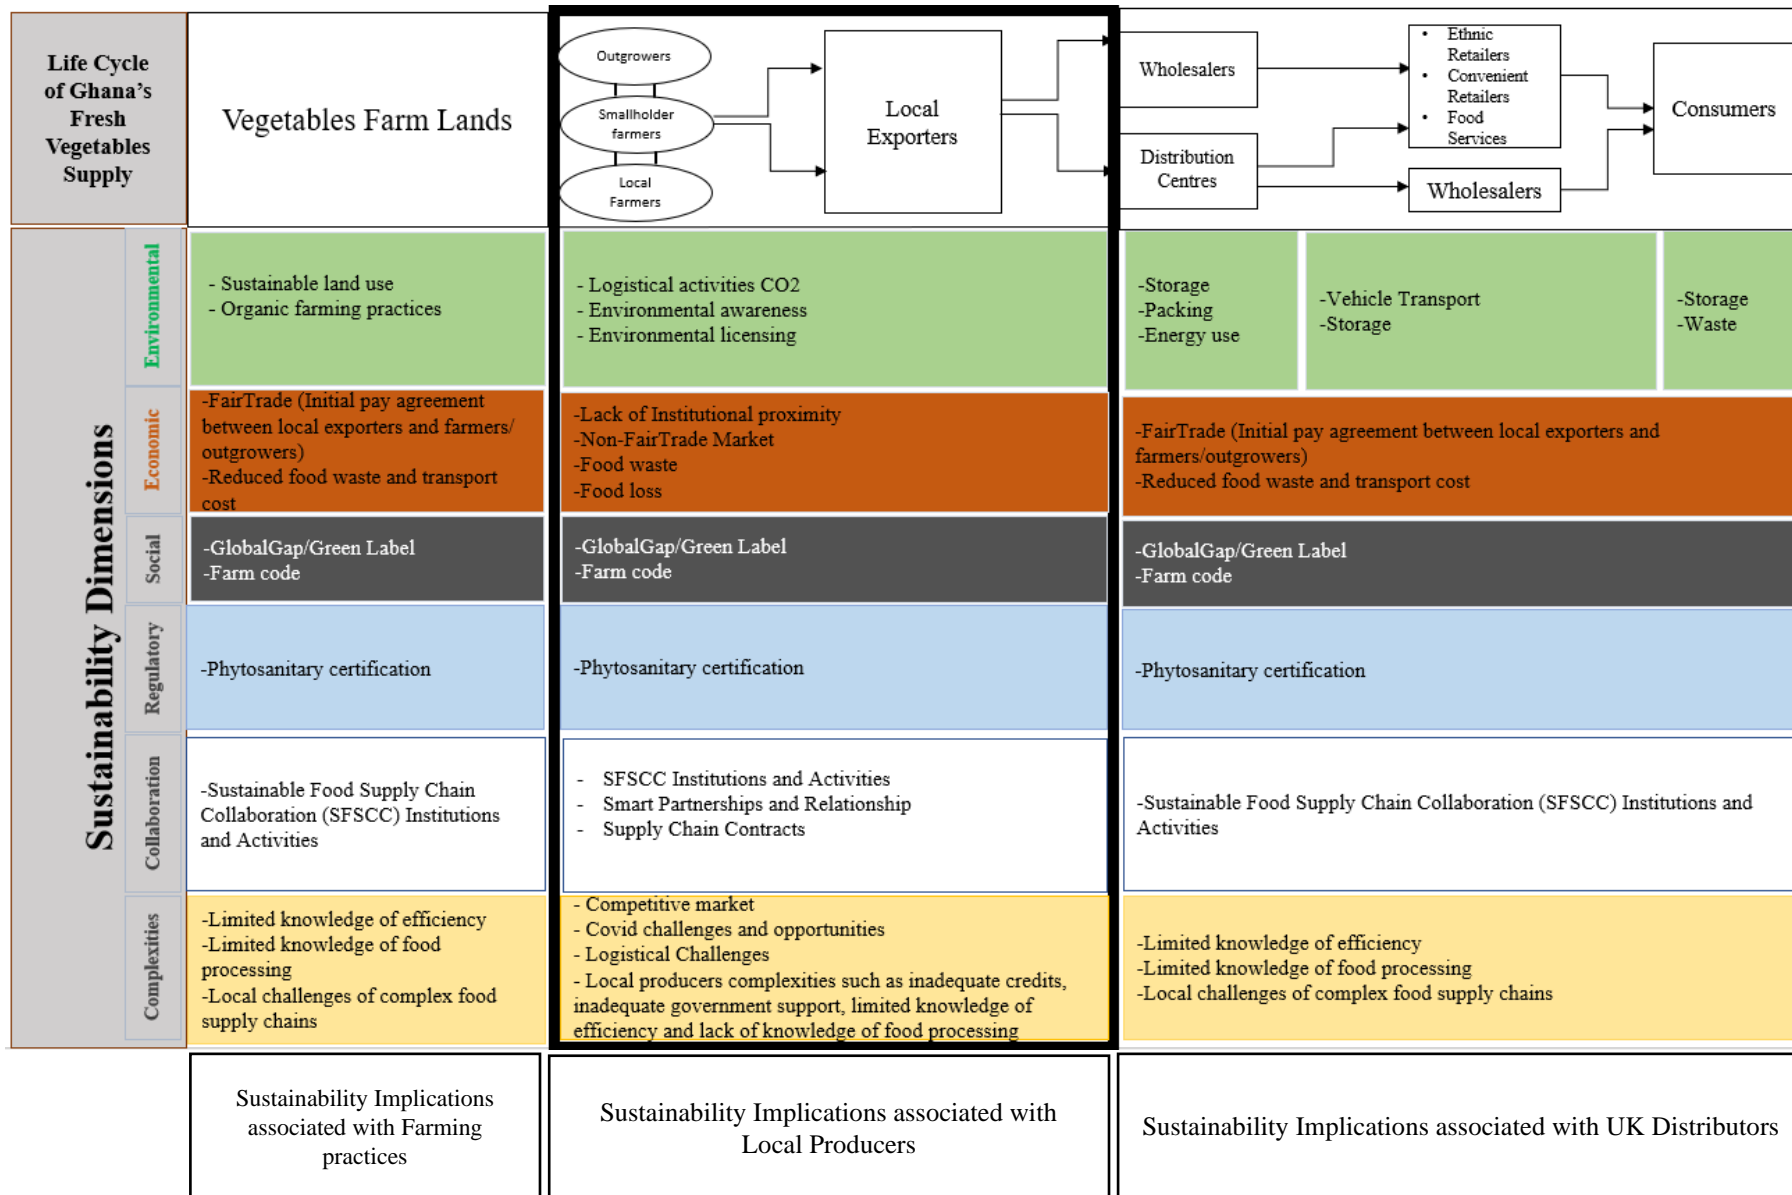 Life Cycle
of Ghana's
Fresh
Vegetables
Supply
Vegetables Farm Lands
Outgrowers
Smallholder
farmers
Local
Farmers
Local
Exporters
Wholesalers
Distribution
Centres
• Ethnic
Retailers
• Convenient
Retailers
• Food
Services
Wholesalers
Consumers
Sustainability Dimensions
Environmental
- Sustainable land use
- Organic farming practices
- Logistical activities CO2
- Environmental awareness
- Environmental licensing
-Storage
-Packing
-Energy use
-Vehicle Transport
-Storage
-Storage
-Waste
Economic
-FairTrade (Initial pay agreement
between local exporters and farmers/
outgrowers)
-Reduced food waste and transport
cost
-Lack of Institutional proximity
-Non-FairTrade Market
-Food waste
-Food loss
-FairTrade (Initial pay agreement between local exporters and
farmers/outgrowers)
-Reduced food waste and transport cost
Social
-GlobalGap/Green Label
-Farm code
-GlobalGap/Green Label
-Farm code
-GlobalGap/Green Label
-Farm code
Regulatory
-Phytosanitary certification
-Phytosanitary certification
-Phytosanitary certification
Collaboration
-Sustainable Food Supply Chain
Collaboration (SFSCC) Institutions
and Activities
- SFSCC Institutions and Activities
- Smart Partnerships and Relationship
- Supply Chain Contracts
-Sustainable Food Supply Chain Collaboration (SFSCC) Institutions and
Activities
Complexities
-Limited knowledge of efficiency
-Limited knowledge of food
processing
-Local challenges of complex food
supply chains
- Competitive market
- Covid challenges and opportunities
- Logistical Challenges
- Local producers complexities such as inadequate credits,
inadequate government support, limited knowledge of
efficiency and lack of knowledge of food processing
-Limited knowledge of efficiency
-Limited knowledge of food processing
-Local challenges of complex food supply chains
Sustainability Implications
associated with Farming
practices
Sustainability Implications associated with
Local Producers
Sustainability Implications associated with UK Distributors